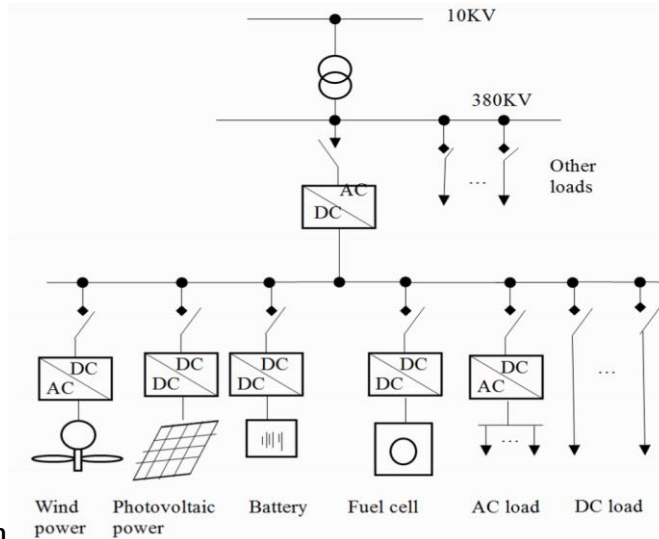 10KV
380KV
Other
loads
...
AC
DC
DC
AC
DC
DC
DC
DC
DC
DC
DC
AC
...
...
Wind
power
Photovoltaic
power
Battery
Fuel cell
AC load
DC load
n